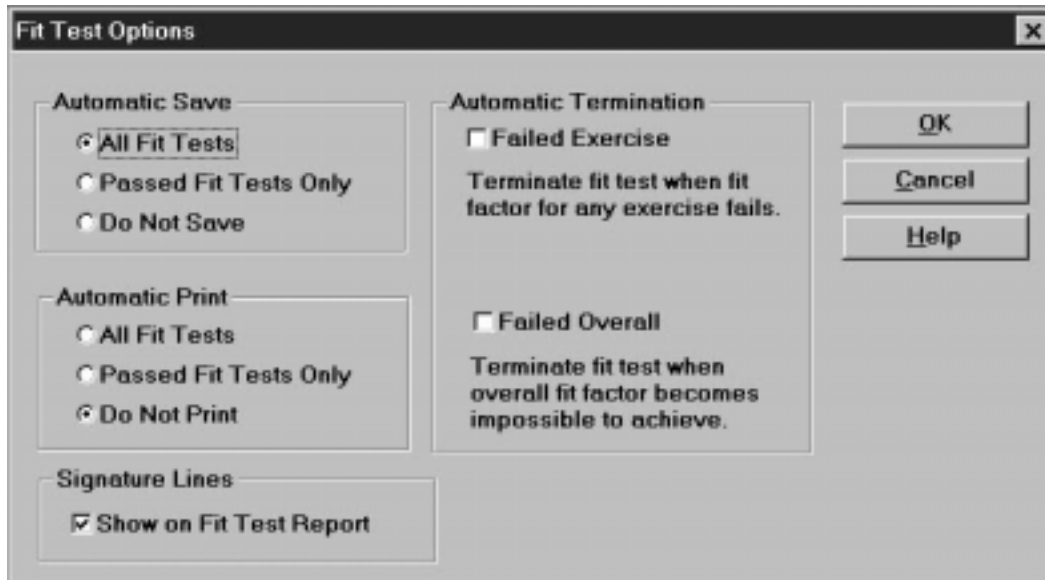 Fit Test Options
Automatic Save
All Fit Tests
Passed Fit Tests Only
Do Not Save
Automatic Print
All Fit Tests
Passed Fit Tests Only
Do Not Print
Signature Lines
Show on Fit Test Report
Automatic Termination
Failed Exercise
Terminate fit test when fit
factor for any exercise fails.
Failed Overall
Terminate fit test when
overall fit factor becomes
impossible to achieve.
OK
Cancel
Help